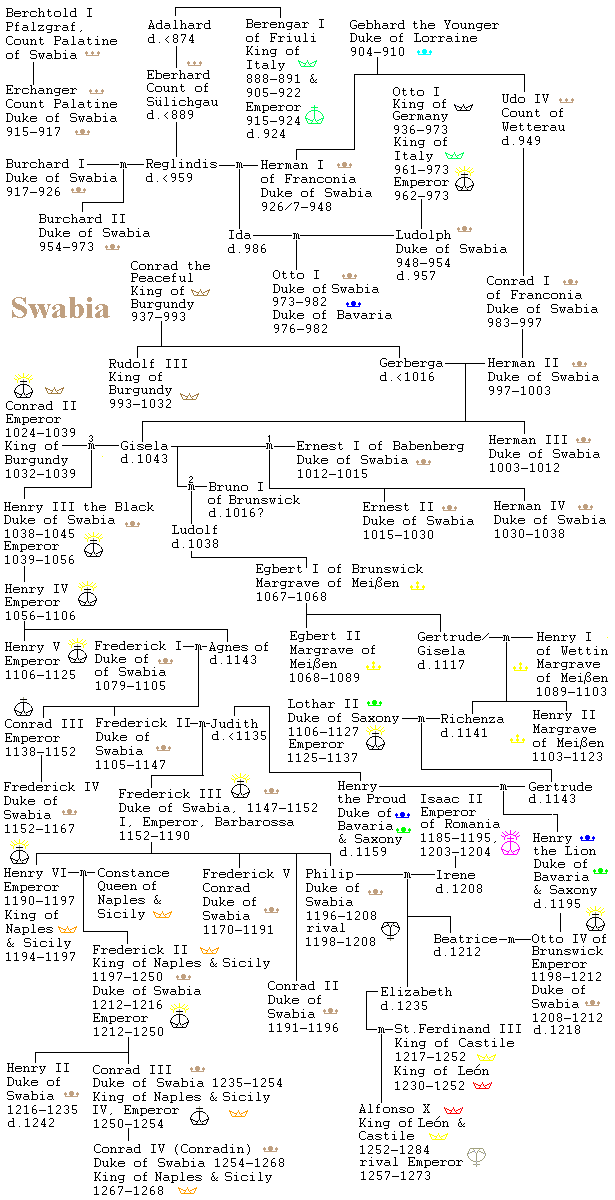 Berchtold I
Pfalzgraf,
Count Palatine
of Swabia
Adalhard
d.<874
Berengar I
of Friuli
King of
Italy
888-891 &
905-922
Emperor
915-924
d.924
Gebhard the Younger
Duke of Lorraine
904-910
Erchanger
Count Palatine
Duke of Swabia
915-917
Eberhard
Count of
Sülichgau
d.<889
Otto I
King of
Germany
936-973
King of
Italy
961-973
Emperor
962-973
Udo IV
Count of
Wetterau
d.949
Burchard I
Duke of Swabia
917-926
m
Reglindis
d.<959
m
Herman I
of Franconia
Duke of Swabia
926/7-948
Burchard II
Duke of Swabia
954-973
Ida
d.986
m
Ludolph
Duke of Swabia
948-954
d.957
Otto I
Duke of Swabia
973-982
Duke of Bavaria
976-982
Conrad the
Peaceful
King of
Burgundy
937-993
Conrad I
of Franconia
Duke of Swabia
983-997
Swabia
Rudolf III
King of
Burgundy
993-1032
Gerberga
d.<1016
m
Herman II
Duke of Swabia
997-1003
Conrad II
Emperor
1024-1039
King of
Burgundy
1032-1039
3
m
Gisela
d.1043
1
m
Ernest I of Babenberg
Duke of Swabia
1012-1015
Herman III
Duke of Swabia
1003-1012
2
m
Bruno I
of Brunswick
d.1016?
Henry III the Black
Duke of Swabia
1038-1045
Emperor
1039-1056
Ludolf
d.1038
Ernest II
Duke of Swabia
1015-1030
Herman IV
Duke of Swabia
1030-1038
Egbert I of Brunswick
Margrave of Meißen
1067-1068
Henry IV
Emperor
1056-1106
Henry V
Emperor
1106-1125
Frederick I
Duke of
of Swabia
1079-1105
m
Agnes of
d.1143
Egbert II
Margrave of
Meißen
1068-1089
Gertrude/
Gisela
d.1117
m
Henry I
of Wettin
Margrave
of Meißen
1089-1103
Conrad III
Emperor
1138-1152
Frederick II
Duke of
Swabia
1105-1147
m
Judith
d.<1135
Lothar II
Duke of Saxony
1106-1127
Emperor
1125-1137
m
Richenza
d.1141
Henry II
Margrave
of Meißen
1103-1123
Frederick IV
Duke of
Swabia
1152-1167
Frederick III
Duke of Swabia, 1147-1152
I, Emperor, Barbarossa
1152-1190
Henry
the Proud
Duke of
Bavaria
& Saxony
d.1159
m
Gertrude
d.1143
Isaac II
Emperor
of Romania
1185-1195,
1203-1204
Henry
the Lion
Duke of
Bavaria
& Saxony
d.1195
Henry VI
Emperor
1190-1197
King of
Naples
& Sicily
1194-1197
m
Constance
Queen of
Naples &
Sicily
Frederick V
Conrad
Duke of
Swabia
1170-1191
Philip
Duke of
Swabia
1196-1208
rival
1198-1208
m
Irene
d.1208
Beatrice
d.1212
m
Otto IV of
Brunswick
Emperor
1198-1212
Duke of
Swabia
1208-1212
d.1218
Frederick II
King of Naples & Sicily
1197-1250
Duke of Swabia
1212-1216
Emperor
1212-1250
Conrad II
Duke of
Swabia
1191-1196
Elizabeth
d.1235
m
St.Ferdinand III
King of Castile
1217-1252
King of León
1230-1252
Henry II
Duke of
Swabia
1216-1235
d.1242
Conrad III
Duke of Swabia 1235-1254
King of Naples & Sicily
IV, Emperor
1250-1254
Alfonso X
King of León &
Castile
1252-1284
rival Emperor
1257-1273
Conrad IV (Conradin)
Duke of Swabia 1254-1268
King of Naples & Sicily
1267-1268